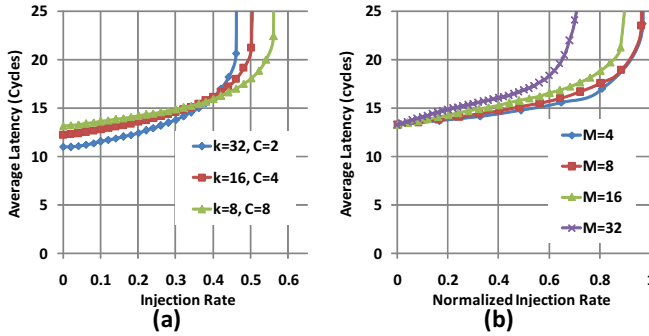 25
20
15
10
5
0
Average Latency (Cycles)
0 0.1 0.2 0.3 0.4 0.5 0.6
Injection Rate
k=32, C=2
k=16, C=4
k=8, C=8
(a)
25
20
15
10
5
0
Average Latency (Cycles)
0 0.2 0.4 0.6 0.8 1
Normalized Injection Rate
M=4
M=8
M=16
M=32
(b)